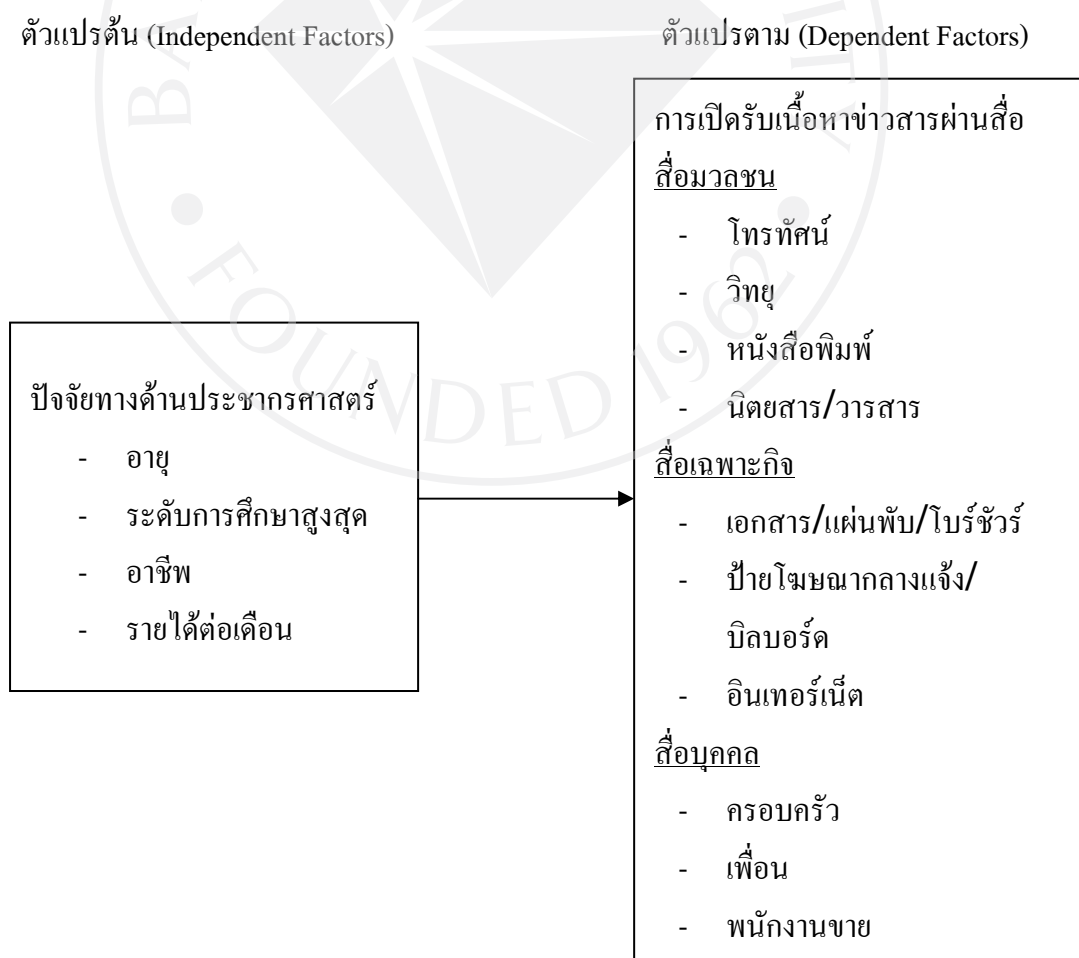 ตัวแปรต้น (Independent Factors)
ตัวแปรตาม (Dependent Factors)
ปัจจัยทางด้านประชากรศาสตร์
- อายุ
- ระดับการศึกษาสูงสุด
- อาชีพ
- รายได้ต่อเดือน
การเปิดรับเนื้อหาข่าวสารผ่านสื่อ
สื่อมวลชน
- โทรทัศน์
- วิทยุ
- หนังสือพิมพ์
- นิตยสาร/วารสาร
สื่อเฉพาะกิจ
- เอกสาร/แผ่นพับ/โบร์ชัวร์
- ป้ายโฆษณากลางแจ้ง/
บิลบอร์ด
- อินเทอร์เน็ต
สื่อบุคคล
- ครอบครัว
- เพื่อน
- พนักงานขาย
FOUNDED 1962